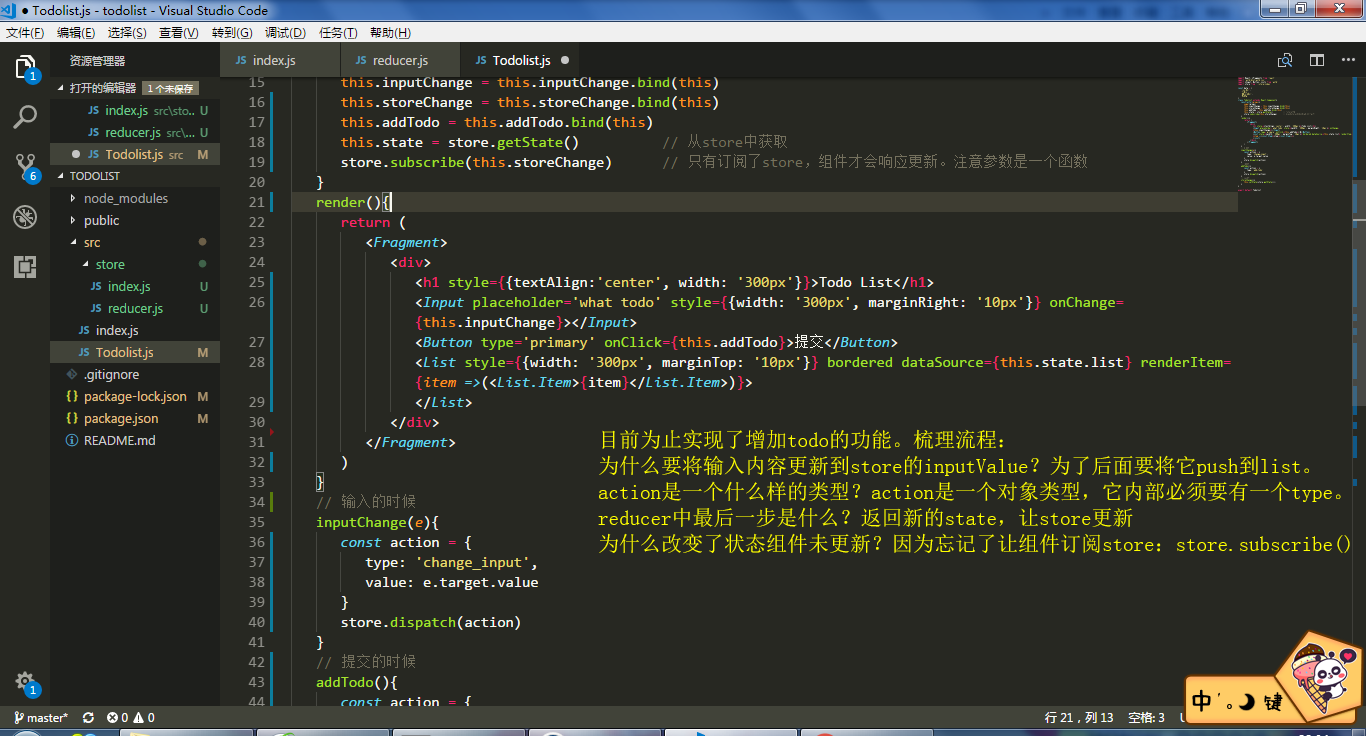 ● Todolist.js - todolist - Visual Studio Code
文件(F) 编辑(E) 选择(S) 查看(V) 转到(G) 调试(D) 任务(T) 帮助(H)
资源管理器
打开的编辑器 1 个未保存
index.js src\sto... U
reducer.js src\... U
● Todolist.js src M
TODOLIST
node_modules
public
src
store
index.js U
reducer.js U
index.js
Todolist.js M
.gitignore
package-lock.json M
package.json M
README.md
1
6
1
JS index.js JS reducer.js JS Todolist.js ●
15 this.inputChange = this.inputChange.bind(this)
16 this.storeChange = this.storeChange.bind(this)
17 this.addTodo = this.addTodo.bind(this)
18 this.state = store.getState() // 从store中获取
19 store.subscribe(this.storeChange) // 只有订阅了store，组件才会响应更新。注意参数是一个函数
20 }
21 render(){
22 return (
23 <Fragment>
24 <div>
25 <h1 style={{textAlign:'center', width: '300px'}}>Todo List</h1>
26 <Input placeholder='what todo' style={{width: '300px', marginRight: '10px'}} onChange=
{this.inputChange}></Input>
27 <Button type='primary' onClick={this.addTodo}>提交</Button>
28 <List style={{width: '300px', marginTop: '10px'}} bordered dataSource={this.state.list} renderItem=
{item =>(<List.Item>{item}</List.Item>)}>
29 </List>
30 </div>
31 </Fragment>
32 )
33 }
34 // 输入的时候
35 inputChange(e){
36 const action = {
37 type: 'change_input',
38 value: e.target.value
39 }
40 store.dispatch(action)
41 }
42 // 提交的时候
43 addTodo(){
44 const action = {
目前为止实现了增加todo的功能。梳理流程：
为什么要将输入内容更新到store的inputValue？为了后面要将它push到list。
action是一个什么样的类型？action是一个对象类型，它内部必须要有一个type。
reducer中最后一步是什么？返回新的state，让store更新
为什么改变了状态组件未更新？因为忘记了让组件订阅store：store.subscribe()
master* 0 0 行 21，列 13 空格: 3
中 键